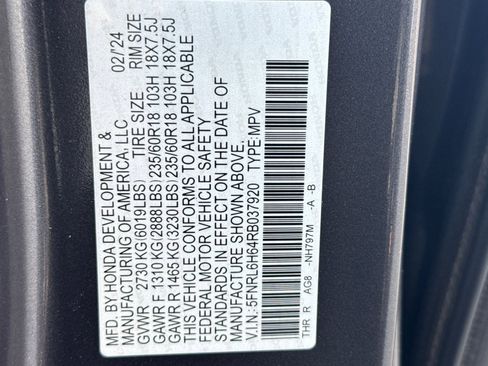 MFD. BY HONDA DEVELOPMENT &
MANUFACTURING OF AMERICA, LLC 02/'24
GVWR 2730 KG(6019LBS) TIRE SIZE RIM SIZE
GAWR F 1310 KG(2888LBS)235/60R18 103H 18X7.5J
GAWR R 1465 KG(3230LBS)235/60R18 103H 18X7.5J
THIS VEHICLE CONFORMS TO ALL APPLICABLE
FEDERAL MOTOR VEHICLE SAFETY
STANDARDS IN EFFECT ON THE DATE OF
MANUFACTURE SHOWN ABOVE.
V.I.N.: 5FNRL6H64RB037920 TYPE:MPV
THR R AG8 -NH797M -A -B